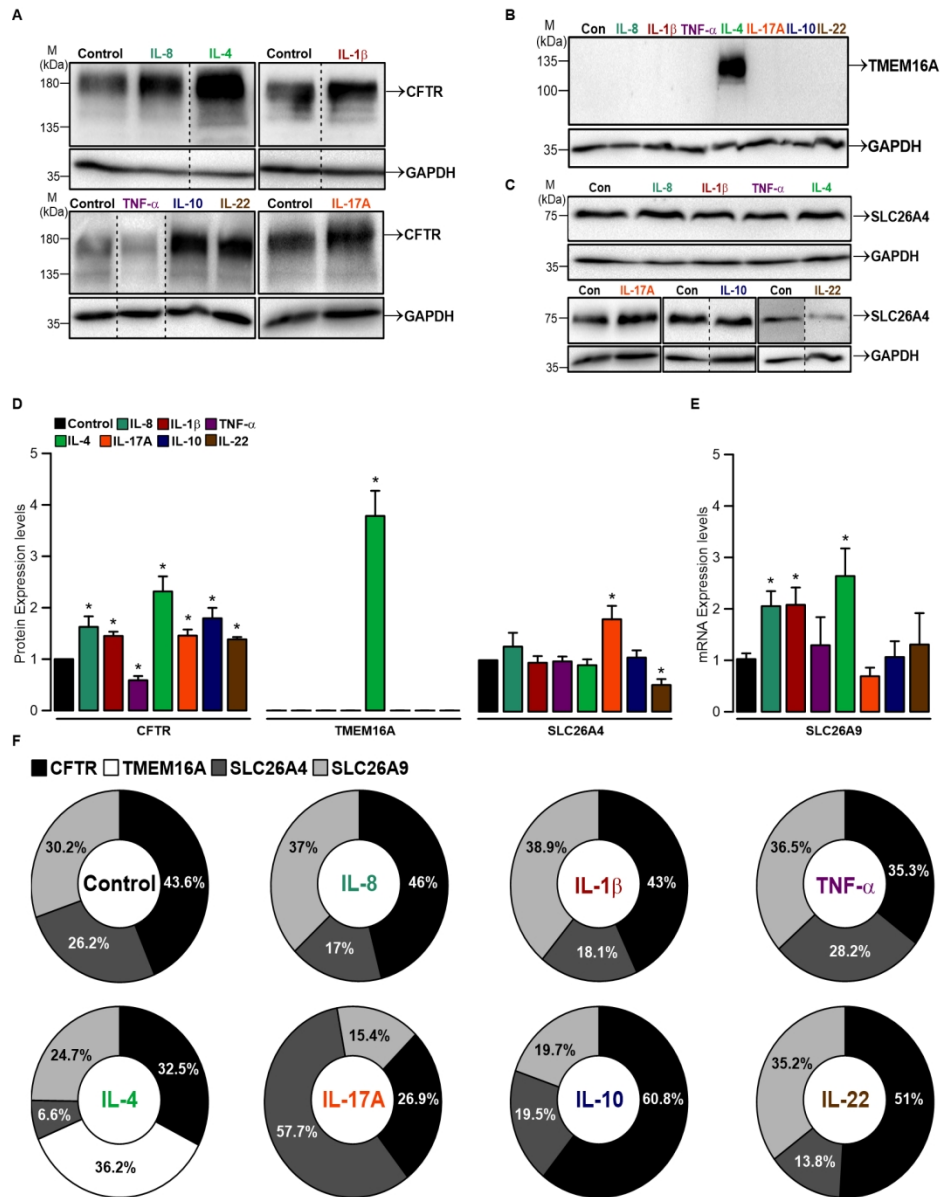 A
M
(kDa)
Control IL-8 IL-4 Control IL-1β
180
CFTR
135
35
GAPDH
M
(kDa)
Control TNF-α IL-10 IL-22 Control IL-17A
180
CFTR
135
35
GAPDH
B
M
(kDa)
Con IL-8 IL-1β TNF-α IL-4 IL-17A IL-10 IL-22
135
TMEM16A
100
35
GAPDH
C
M
(kDa)
Con IL-8 IL-1β TNF-α IL-4
75
SLC26A4
35
GAPDH
Con IL-17A Con IL-10 Con IL-22
75
SLC26A4
35
GAPDH
D
Control IL-8 IL-1β TNF-α
IL-4 IL-17A IL-10 IL-22
Protein Expression levels
5
4
3
2
1
0
* * * * * * *
*
* *
CFTR TMEM16A SLC26A4
E
mRNA Expression levels
5
4
3
2
1
0
* * *
SLC26A9
F
CFTR TMEM16A SLC26A4 SLC26A9
30.2% Control 43.6%
26.2%
37% IL-8 46%
17%
38.9% IL-1β 43%
18.1%
36.5% TNF-α 35.3%
28.2%
24.7% IL-4 32.5%
6.6%
36.2%
15.4%
IL-17A 26.9%
57.7%
19.7%
IL-10 60.8%
19.5%
35.2% IL-22 51%
13.8%